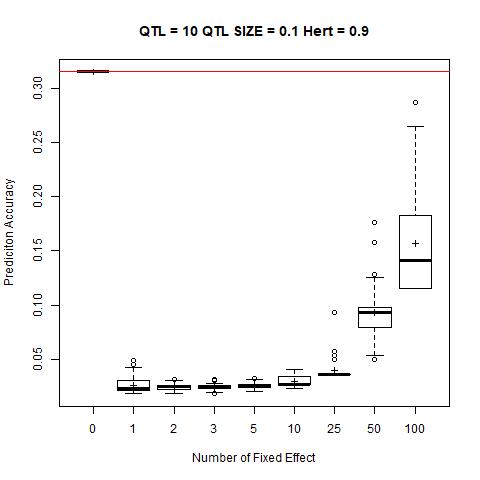 QTL = 10 QTL SIZE = 0.1 Hert = 0.9
Prediciton Accuracy
0.30
0.25
0.20
0.15
0.10
0.05
0 1 2 3 5 10 25 50 100
Number of Fixed Effect